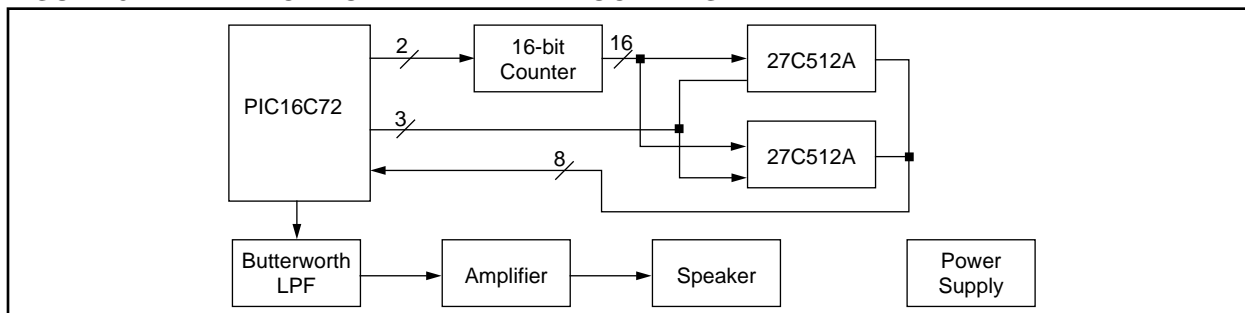 2
16-bit
Counter
16
27C512A
PIC16C72
3
27C512A
8
Butterworth
LPF
Amplifier
Speaker
Power
Supply